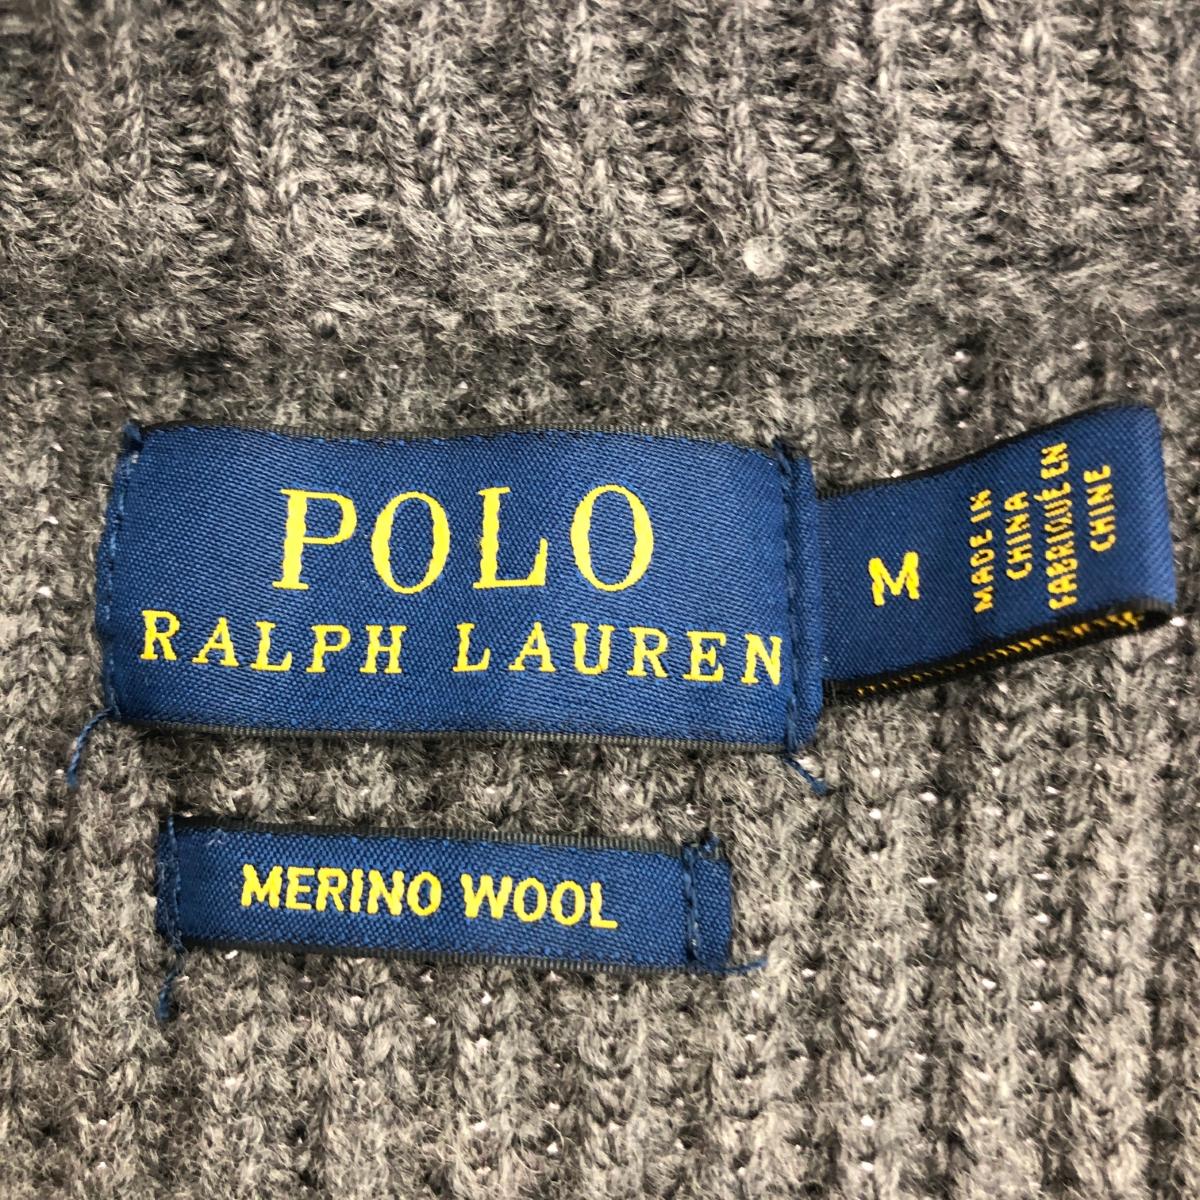 POLO
RALPH LAUREN
M
MADE IN
CHINA
FABRIQUÉ EN
CHINE
MERINO WOOL